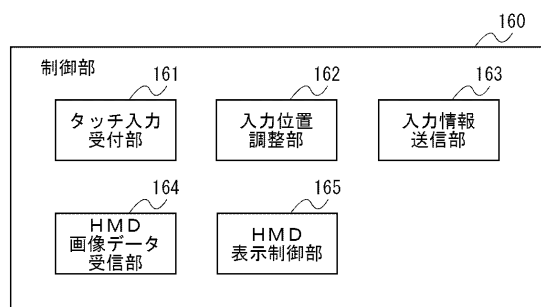 160
制御部
161
タッチ入力
受付部
162
入力位置
調整部
163
入力情報
送信部
164
HMD
画像データ
受信部
165
HMD
表示制御部